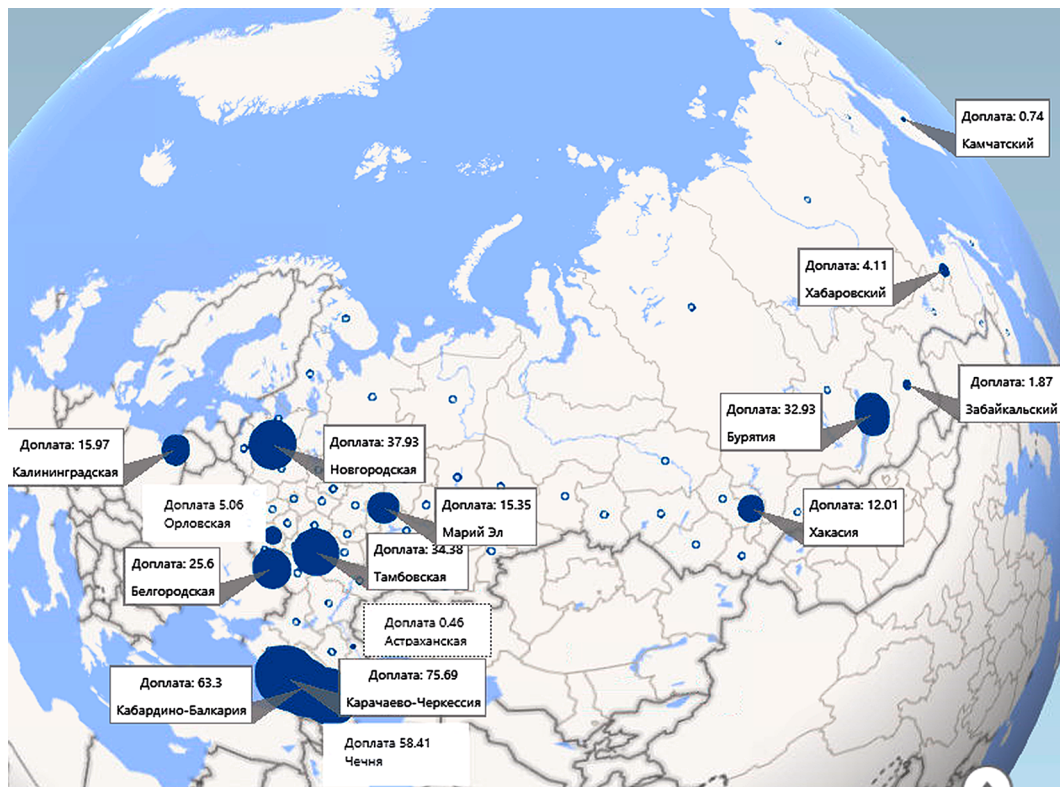 Доплата: 0.74
Камчатский
Доплата: 4.11
Хабаровский
Доплата: 1.87
Забайкальский
Доплата: 32.93
Бурятия
Доплата: 15.97
Калининградская
Доплата: 37.93
Новгородская
Доплата 5.06
Орловская
Доплата: 15.35
Марий Эл
Доплата: 12.01
Хакасия
Доплата: 34.38
Тамбовская
Доплата: 25.6
Белгородская
Доплата 0.46
Астраханская
Доплата: 63.3
Кабардино-Балкария
Доплата: 75.69
Карачаево-Черкессия
Доплата 58.41
Чечня